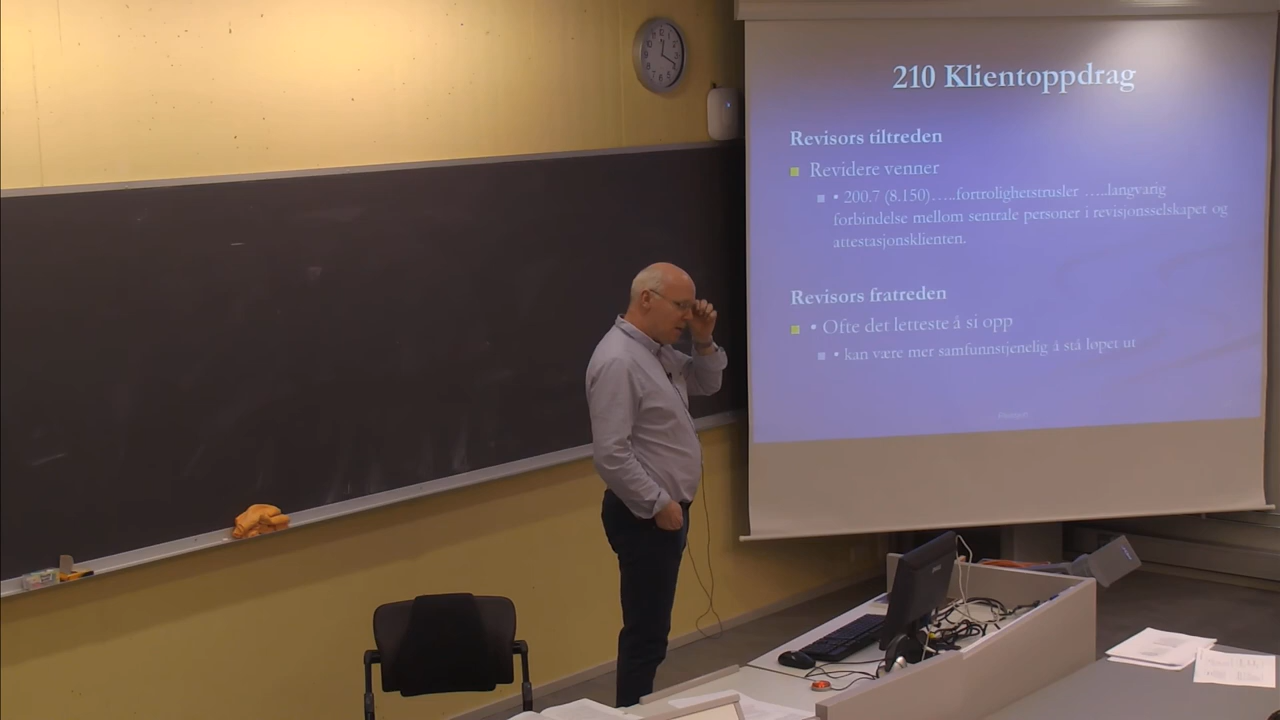 210 Klientoppdrag
Revisors tiltreden
Revidere venner
• 200.7 (8.150)…..fortrolighetstrusler …..langvarig
forbindelse mellom sentrale personer i revisjonsselskapet og
attestasjonsklienten.
Revisors fratreden
• Ofte det letteste å si opp
• kan være mer samfunnstjenelig å stå løpet ut